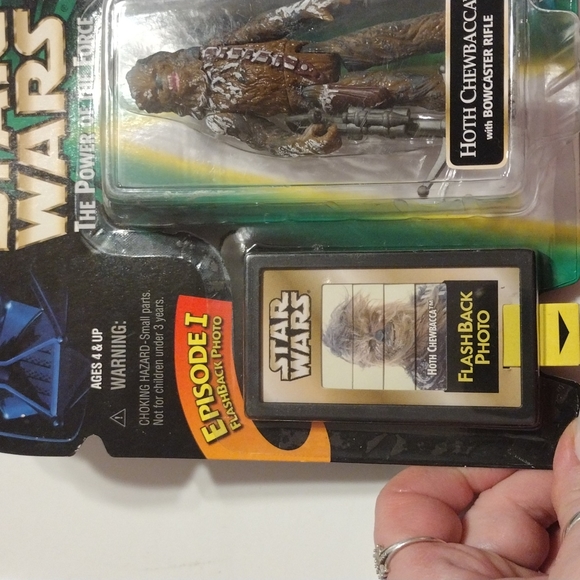 STAR
WARS
THE POWER OF THE FORCE
HOTH CHEWBACCA
with BOWCASTER RIFLE
AGES 4 & UP
WARNING:
CHOKING HAZARD - Small parts.
Not for children under 3 years.
EPISODE I
FLASHBACK PHOTO
STAR
WARS
HOTH CHEWBACCA™
FLASHBACK
PHOTO